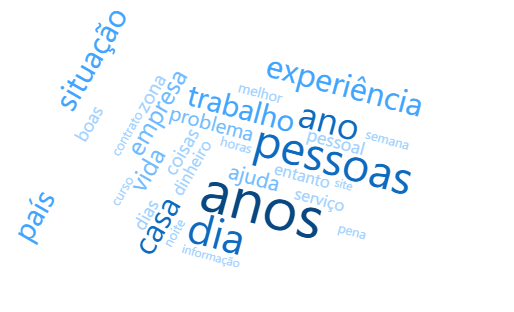 situação
experiência
melhor
zona
empresa
trabalho
ano
boas
contrato
problema
pessoal
semana
coisas
horas
pessoas
vida
dinheiro
ajuda
entanto
site
curso
anos
serviço
país
dias
casa
noite
dia
pena
informação